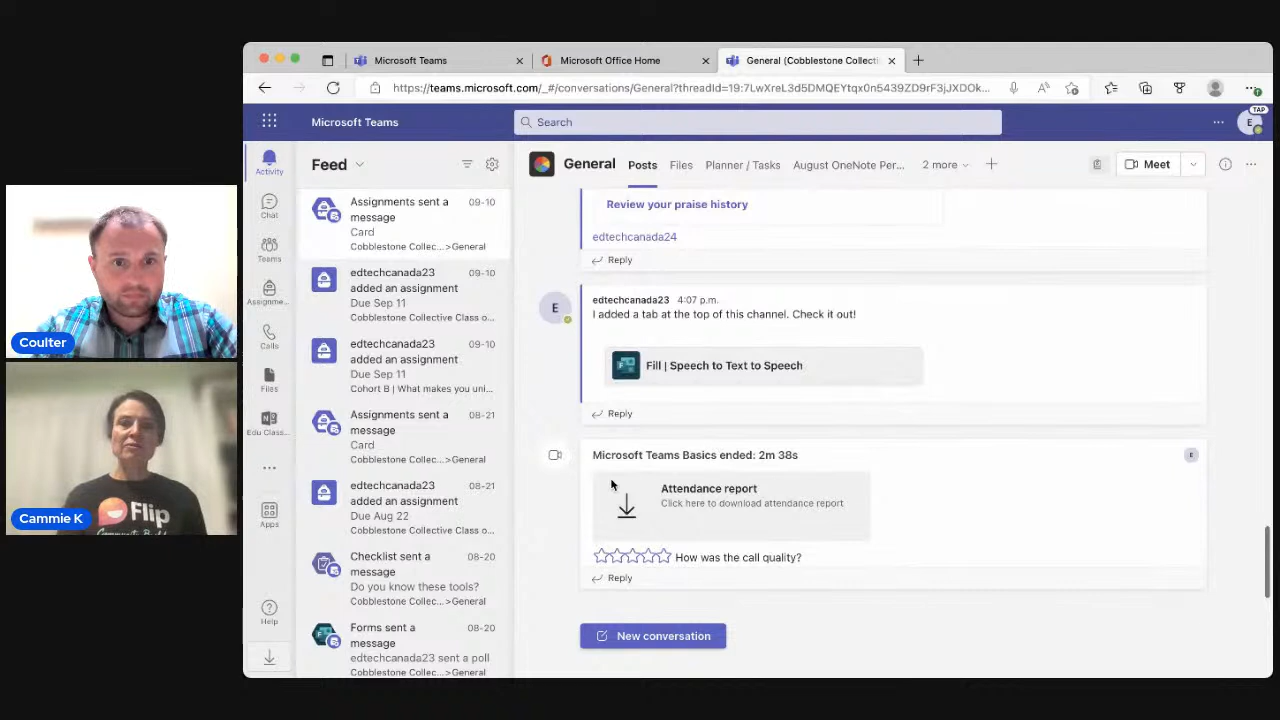 Microsoft Teams
Microsoft Office Home
General (Cobblestone Collecti
https://teams.microsoft.com/_#/conversations/General?threadId=19:7LwXreL3d5DMQEYtqx0n5439ZD9rF3jJXDOk...
Microsoft Teams
Search
TAP
E
Activity
Chat
Teams
Assignme...
Calls
Files
Edu Class...
Apps
Help
Feed
Assignments sent a
message
09-10
Card
Cobblestone Collec... >General
edtechcanada23
added an assignment
09-10
Due Sep 11
Cobblestone Collective Class o...
edtechcanada23
added an assignment
09-10
Due Sep 11
Cohort B | What makes you uni...
Assignments sent a
message
08-21
Card
Cobblestone Collec... >General
edtechcanada23
added an assignment
08-21
Due Aug 22
Cobblestone Collective Class o...
Checklist sent a
message
08-20
Do you know these tools?
Cobblestone Collec... >General
Forms sent a
message
08-20
edtechcanada23 sent a poll
Cobblestone Collec... >General
General
Posts
Files
Planner / Tasks
August OneNote Per...
2 more
Meet
Review your praise history
edtechcanada24
Reply
E
edtechcanada23 4:07 p.m.
I added a tab at the top of this channel. Check it out!
Fill | Speech to Text to Speech
Reply
Microsoft Teams Basics ended: 2m 38s
E
Attendance report
Click here to download attendance report
How was the call quality?
Reply
New conversation
Coulter
Flip
Cammie K